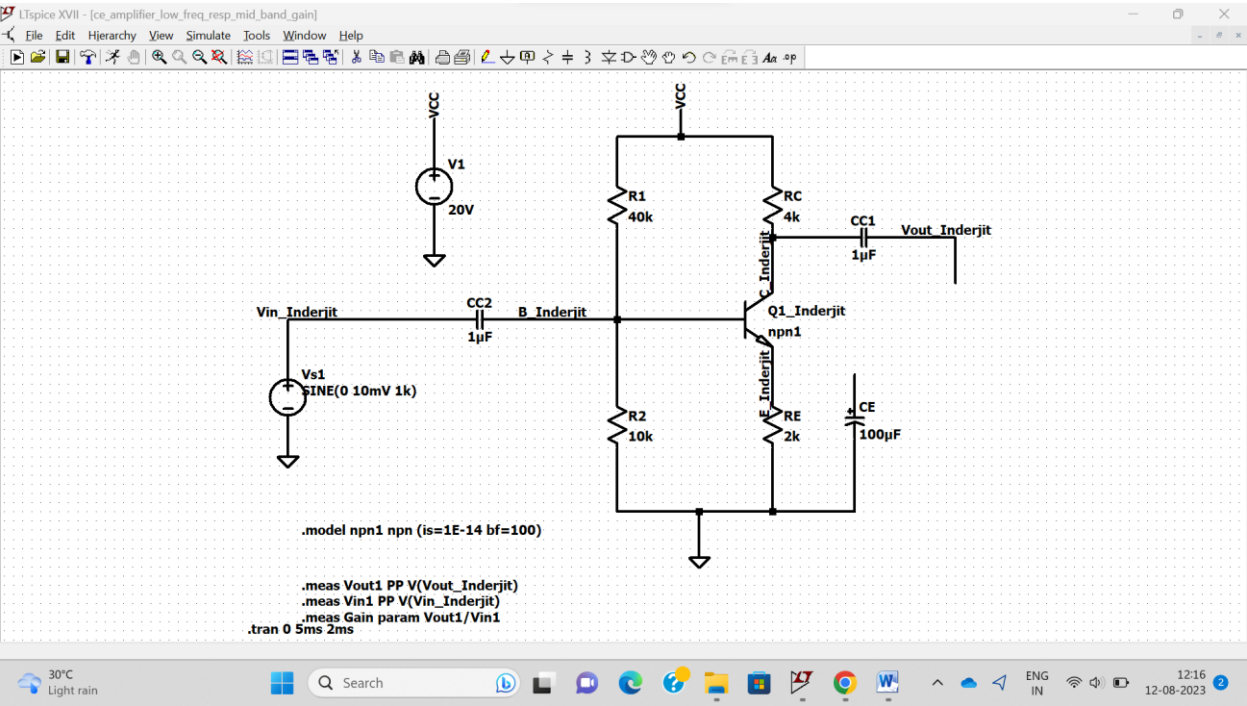 LTspice XVII - [ce_amplifier_low_freq_resp_mid_band_gain]
File Edit Hierarchy View Simulate Tools Window Help
Aa .op
VCC
VCC
V1
20V
R1
40k
RC
4k
CC1
1µF
Vout_Inderjit
C_Inderjit
Vin_Inderjit
CC2
1µF
B_Inderjit
Q1_Inderjit
npn1
Vs1
SINE(0 10mV 1k)
E_Inderjit
R2
10k
RE
2k
CE
100µF
.model npn1 npn (is=1E-14 bf=100)
.meas Vout1 PP V(Vout_Inderjit)
.meas Vin1 PP V(Vin_Inderjit)
.meas Gain param Vout1/Vin1
.tran 0 5ms 2ms
30°C
Light rain
Search
ENG
IN
12:16
12-08-2023
2